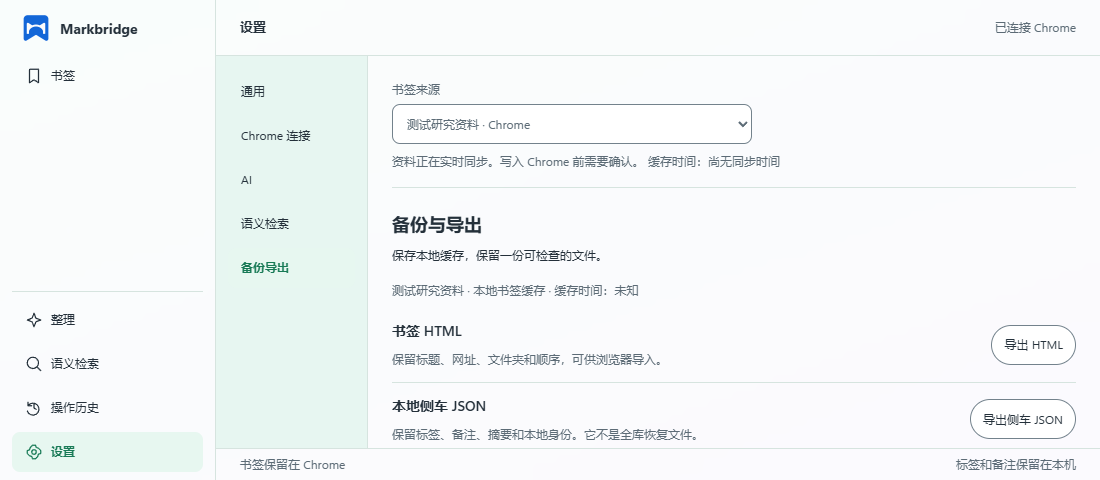 Markbridge
书签
整理
语义检索
操作历史
设置
设置
已连接 Chrome
通用
Chrome 连接
AI
语义检索
备份导出
书签来源
测试研究资料 · Chrome
资料正在实时同步。写入 Chrome 前需要确认。 缓存时间：尚无同步时间
备份与导出
保存本地缓存，保留一份可检查的文件。
测试研究资料 · 本地书签缓存 · 缓存时间：未知
书签 HTML
保留标题、网址、文件夹和顺序，可供浏览器导入。
导出 HTML
本地侧车 JSON
保留标签、备注、摘要和本地身份。它不是全库恢复文件。
导出侧车 JSON
书签保留在 Chrome
标签和备注保留在本机